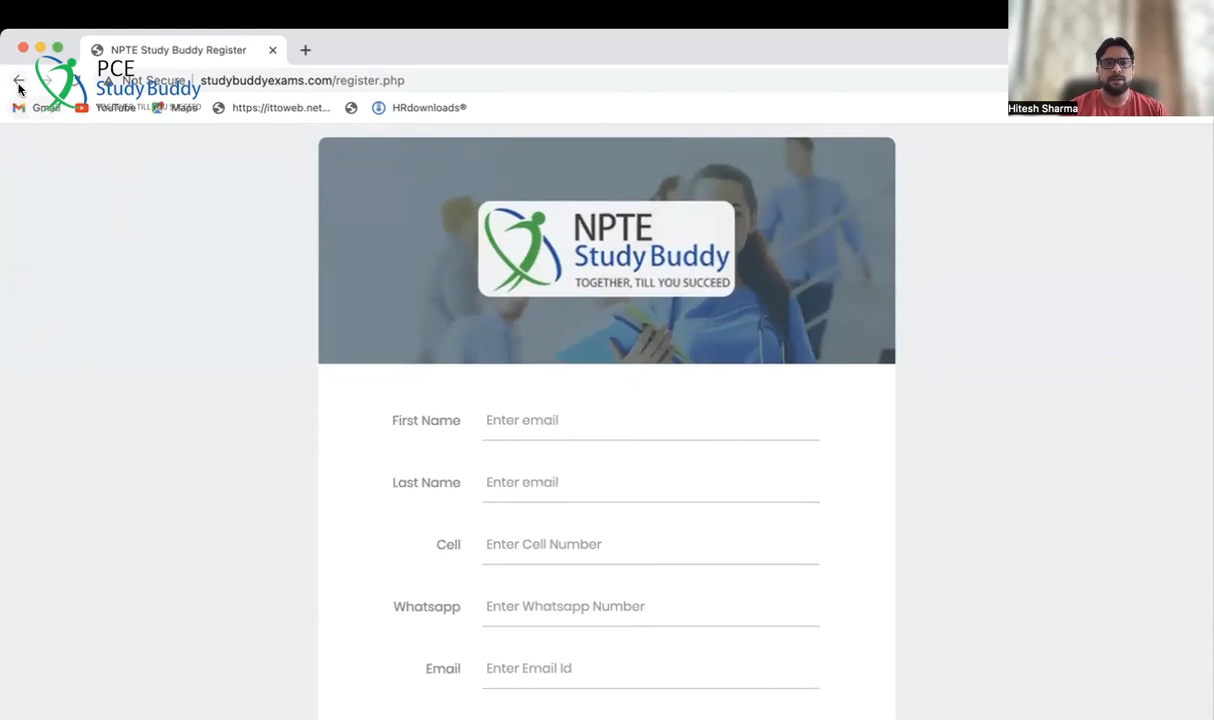 NPTE Study Buddy Register
PCE
Study Buddy
Not Secure
studybuddyexams.com/register.php
Gmail
YouTube
Maps
https://ittoweb.net...
HRdownloads®
Hitesh Sharma
NPTE
Study Buddy
TOGETHER, TILL YOU SUCCEED
First Name Enter email
Last Name Enter email
Cell Enter Cell Number
Whatsapp Enter Whatsapp Number
Email Enter Email Id